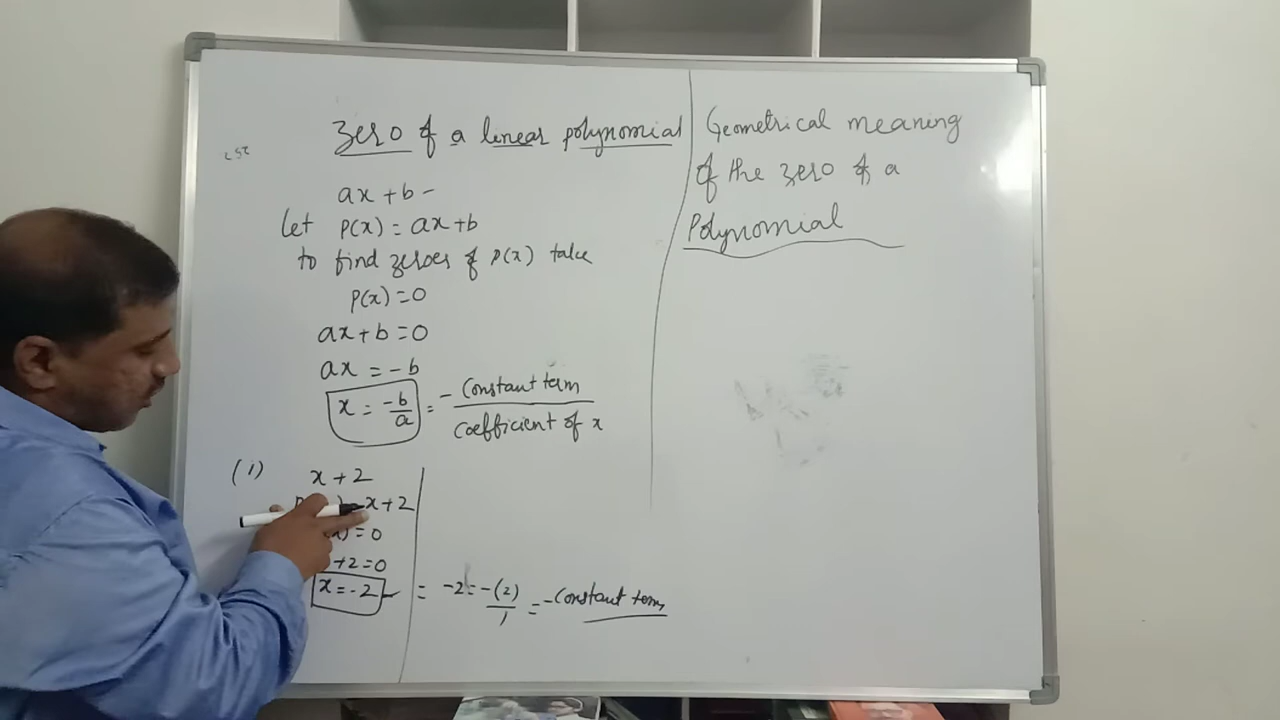 Zero of a linear polynomial
ax + b -
Let P(x) = ax + b
to find zeroes of P(x) take
P(x) = 0
ax + b = 0
ax = -b
x = -b/a = - Constant term / coefficient of x
(1) x + 2
x + 2
= 0
+ 2 = 0
x = -2 = -2 = -(2)/1 = -Constant term
Geometrical meaning
of the zero of a
Polynomial